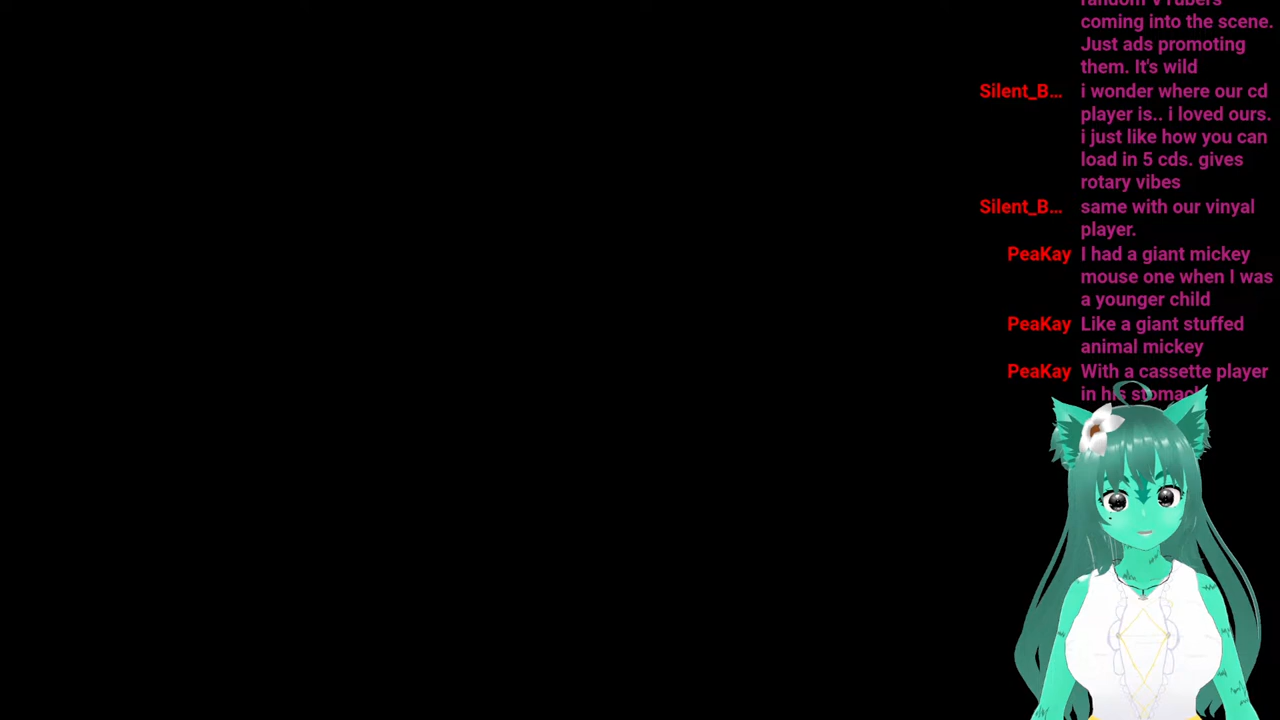 coming into the scene.
Just ads promoting
them. It's wild
Silent_B... i wonder where our cd
player is.. i loved ours.
i just like how you can
load in 5 cds. gives
rotary vibes
Silent_B... same with our vinyal
player.
PeaKay I had a giant mickey
mouse one when I was
a younger child
PeaKay Like a giant stuffed
animal mickey
PeaKay With a cassette player
in his stomach